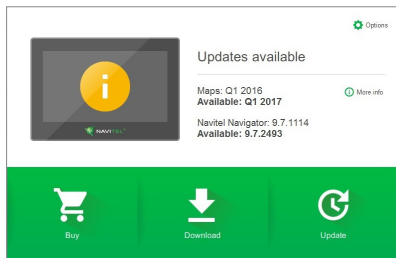 Options
Updates available
Maps: Q1 2016
Available: Q1 2017
More info
Navitel Navigator: 9.7.1114
Available: 9.7.2493
NAVITEL
Buy
Download
Update